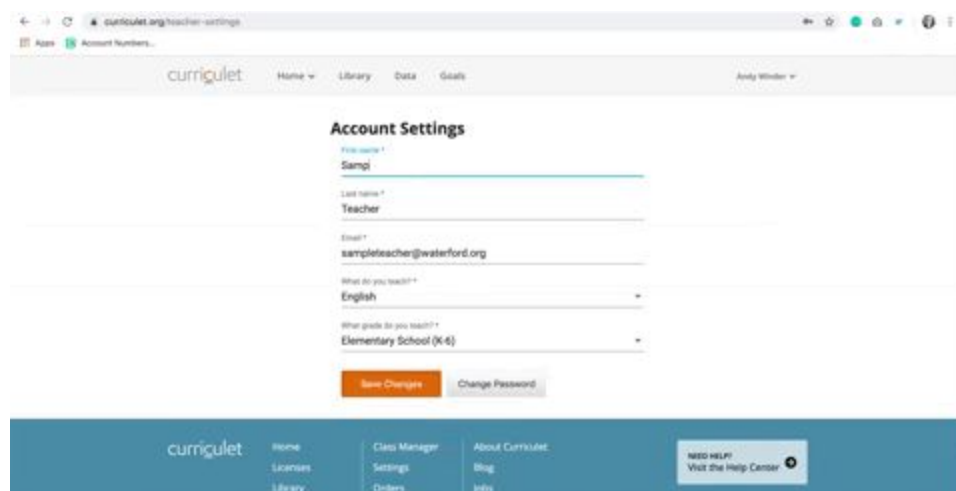 curriculet.org/teacher-settings
Apps Account Numbers...
curriculet Home Library Data Goals Andy Winder
Account Settings
First name *
Samp
Last name *
Teacher
Email *
sampleteacher@waterford.org
What do you teach? *
English
What grade do you teach? *
Elementary School (K-6)
Save Changes Change Password
curriculet Home Class Manager About Curriculet
NEED HELP?
Visit the Help Center
Licenses Settings Blog
Library Orders Jobs